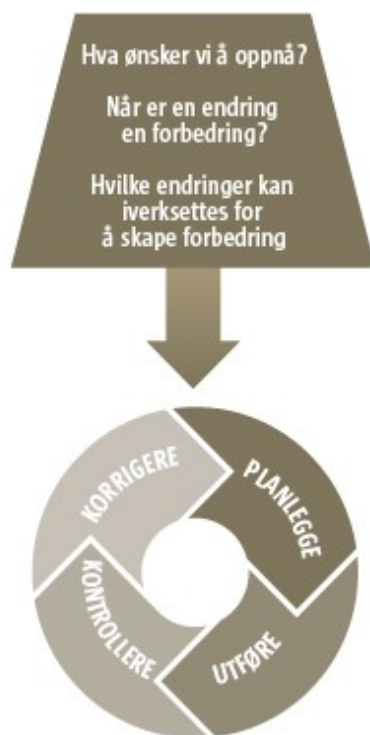 Hva ønsker vi å oppnå?
Når er en endring
en forbedring?
Hvilke endringer kan
iverksettes for
å skape forbedring
PLANLEGGE
UTFØRE
KONTROLLERE
KORRIGERE